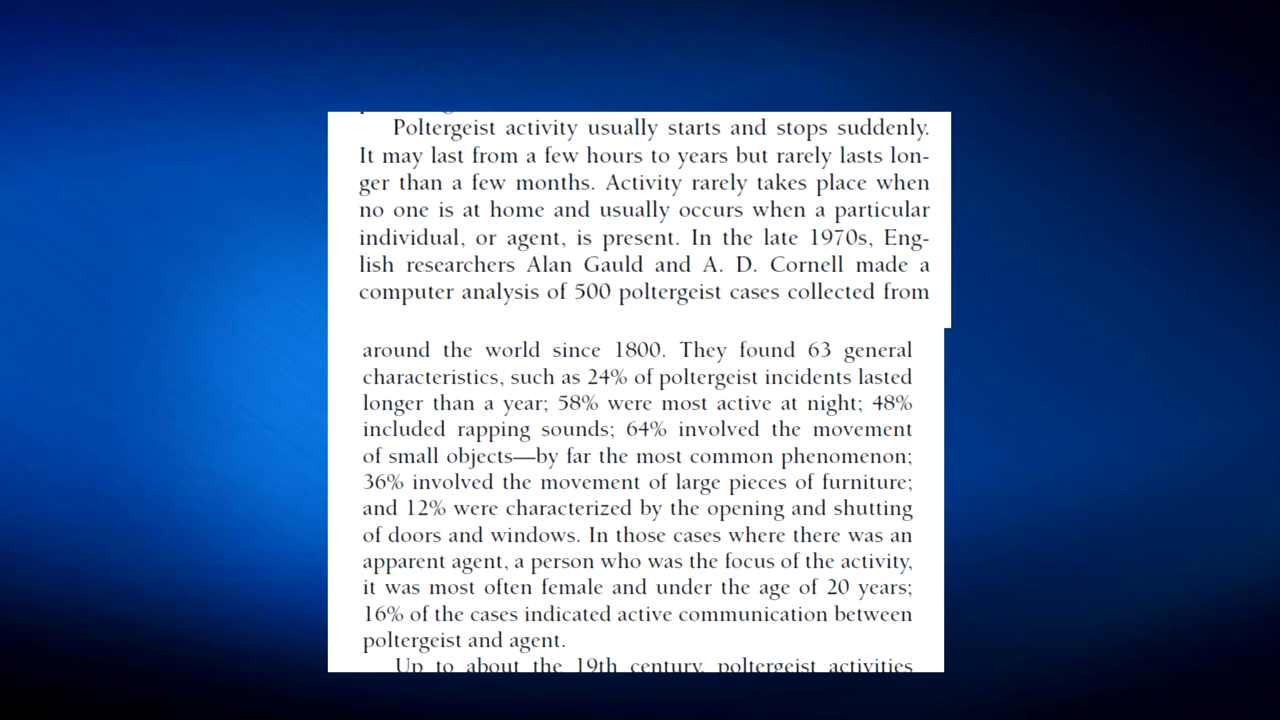 Poltergeist activity usually starts and stops suddenly.
It may last from a few hours to years but rarely lasts lon-
ger than a few months. Activity rarely takes place when
no one is at home and usually occurs when a particular
individual, or agent, is present. In the late 1970s, Eng-
lish researchers Alan Gauld and A. D. Cornell made a
computer analysis of 500 poltergeist cases collected from
around the world since 1800. They found 63 general
characteristics, such as 24% of poltergeist incidents lasted
longer than a year; 58% were most active at night; 48%
included rapping sounds; 64% involved the movement
of small objects—by far the most common phenomenon;
36% involved the movement of large pieces of furniture;
and 12% were characterized by the opening and shutting
of doors and windows. In those cases where there was an
apparent agent, a person who was the focus of the activity,
it was most often female and under the age of 20 years;
16% of the cases indicated active communication between
poltergeist and agent.
Up to about the 19th century, poltergeist activities